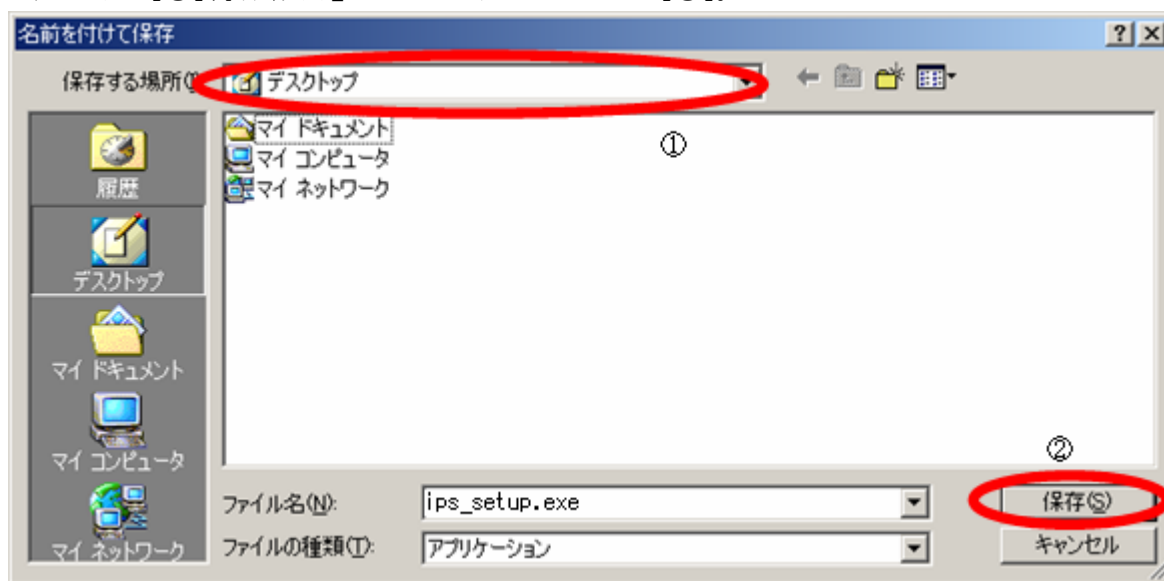 名前を付けて保存
保存する場所(I
デスクトップ
マイ ドキュメント
マイ コンピュータ
マイ ネットワーク
①
履歴
デスクトップ
マイ ドキュメント
マイ コンピュータ
マイ ネットワーク
②
ファイル名(N):
ips_setup.exe
保存(S)
ファイルの種類(T):
アプリケーション
キャンセル